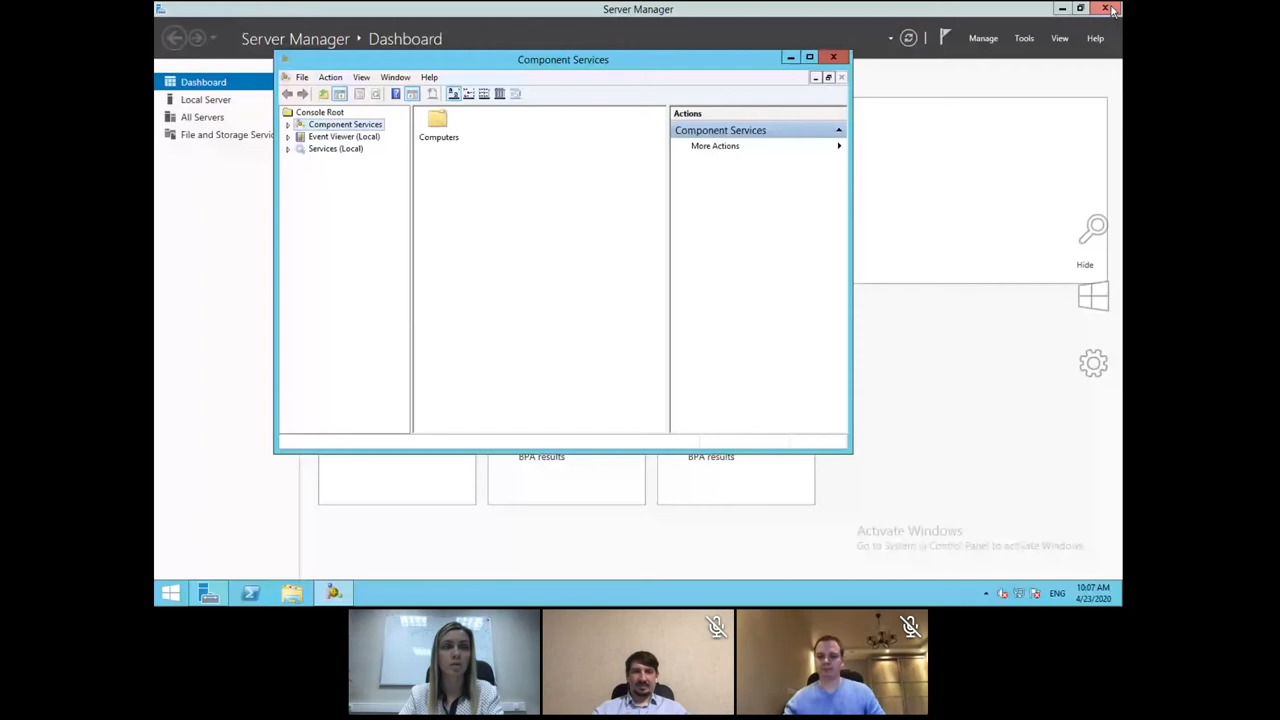 Server Manager
Server Manager ‣ Dashboard
Manage Tools View Help
Dashboard
Local Server
All Servers
File and Storage Servic
Component Services
File Action View Window Help
Console Root
Component Services
Event Viewer (Local)
Services (Local)
Computers
Actions
Component Services
More Actions
Hide
BPA results
BPA results
Activate Windows
Go to System in Control Panel to activate Windows.
ENG
10:07 AM
4/23/2020